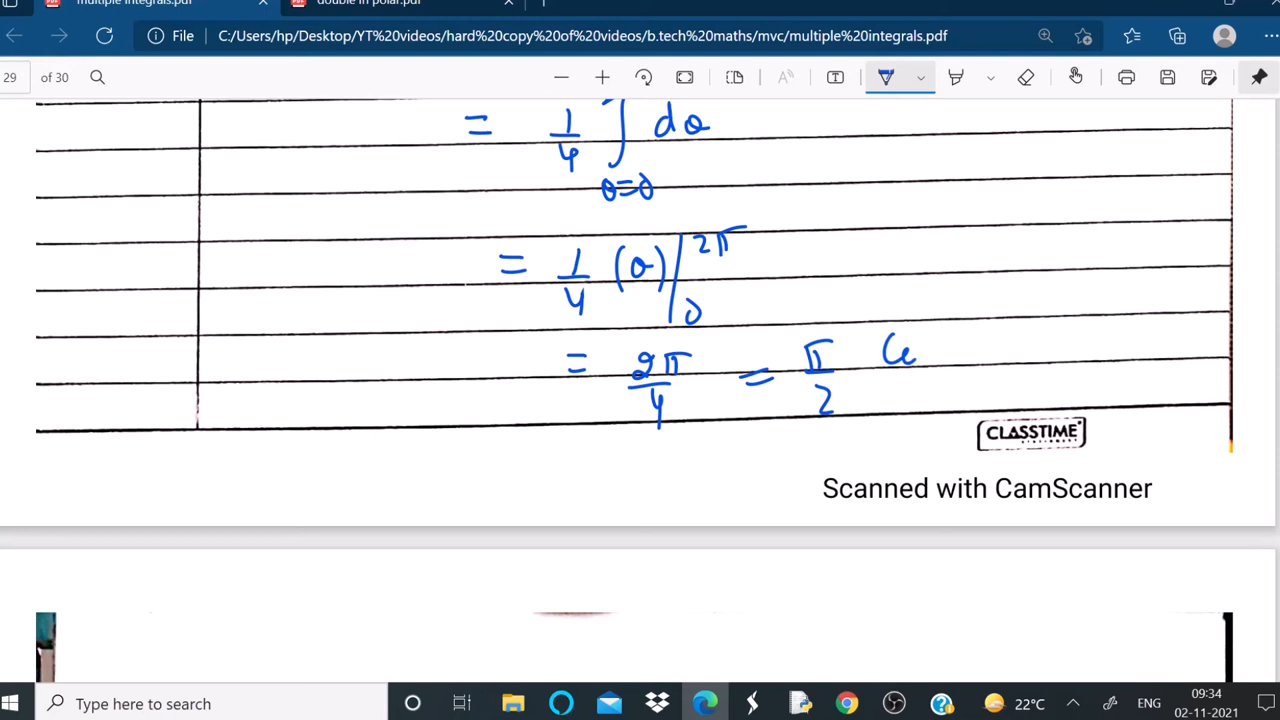 multiple integrals.pdf
double in polar.pdf
File C:/Users/hp/Desktop/YT%20videos/hard%20copy%20of%20videos/b.tech%20maths/mvc/multiple%20integrals.pdf
29 of 30
= 1/4 ∫ dθ
θ=0
= 1/4 (θ)| 2π
0
= 2π/4 = π/2
CLASSTIME
Scanned with CamScanner
Type here to search
22°C
ENG
09:34
02-11-2021